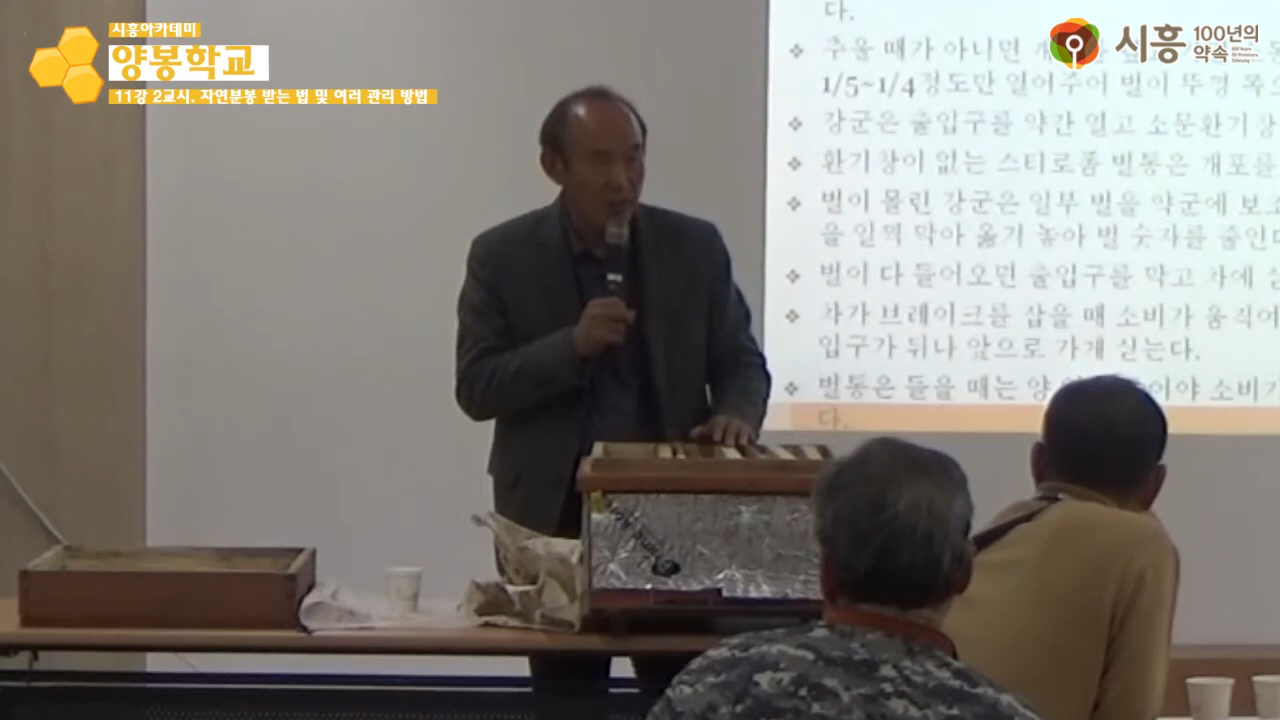 시흥아카데미
양봉학교
11강 2교시. 자연분봉 받는 법 및 여러 관리 방법
시흥 100년의 약속
다.
추울 때가 아니면
1/5~1/4정도만 열어주어 벌이 뚜껑 쪽으
강군은 출입구를 약간 열고 소문환기창
환기창이 없는 스티로폼 벌통은 개포를
벌이 몰린 강군은 일부 벌을 약군에 보조
을 일찍 막아 옮겨 놓아 벌 숫자를 줄인다
벌이 다 들어오면 출입구를 막고 차에 실
차가 브레이크를 잡을 때 소비가 움직여
입구가 뒤나 앞으로 가게 싣는다.
벌통은 들을 때는 양 어야 소비가
다.